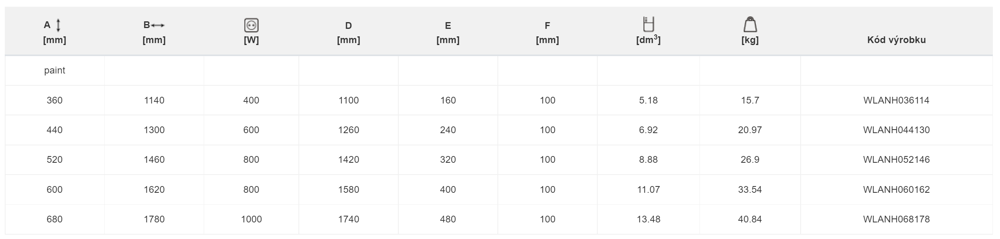 A B D E F
[mm] [mm] [W] [mm] [mm] [mm] [dm³] [kg] Kód výrobku
paint
360 1140 400 1100 160 100 5.18 15.7 WLANH036114
440 1300 600 1260 240 100 6.92 20.97 WLANH044130
520 1460 800 1420 320 100 8.88 26.9 WLANH052146
600 1620 800 1580 400 100 11.07 33.54 WLANH060162
680 1780 1000 1740 480 100 13.48 40.84 WLANH068178